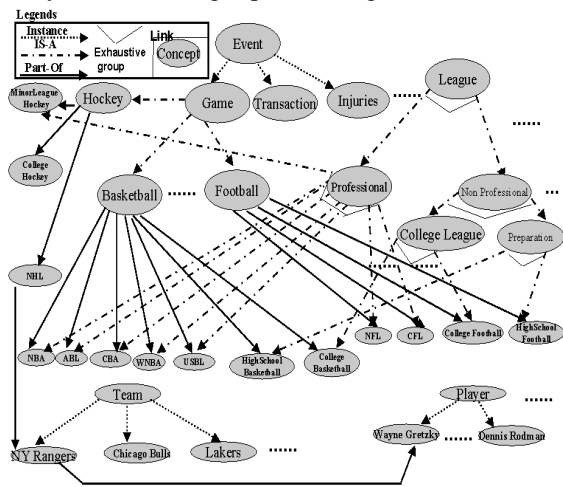 Legends
Instance
IS-A
Part-Of
Exhaustive
group
Link
Concept
Event
League
MinorLeague
Hockey
Hockey
Game
Transaction
Injuries
College
Hockey
Basketball
Football
Professional
Non Professional
College League
Preparation
NHL
NBA
ABL
CBA
WNBA
USBL
HighSchool
Basketball
College
Basketball
NFL
CFL
College Football
HighSchool
Football
Team
Player
NY Rangers
Chicago Bulls
Lakers
Wayne Gretzky
Dennis Rodman